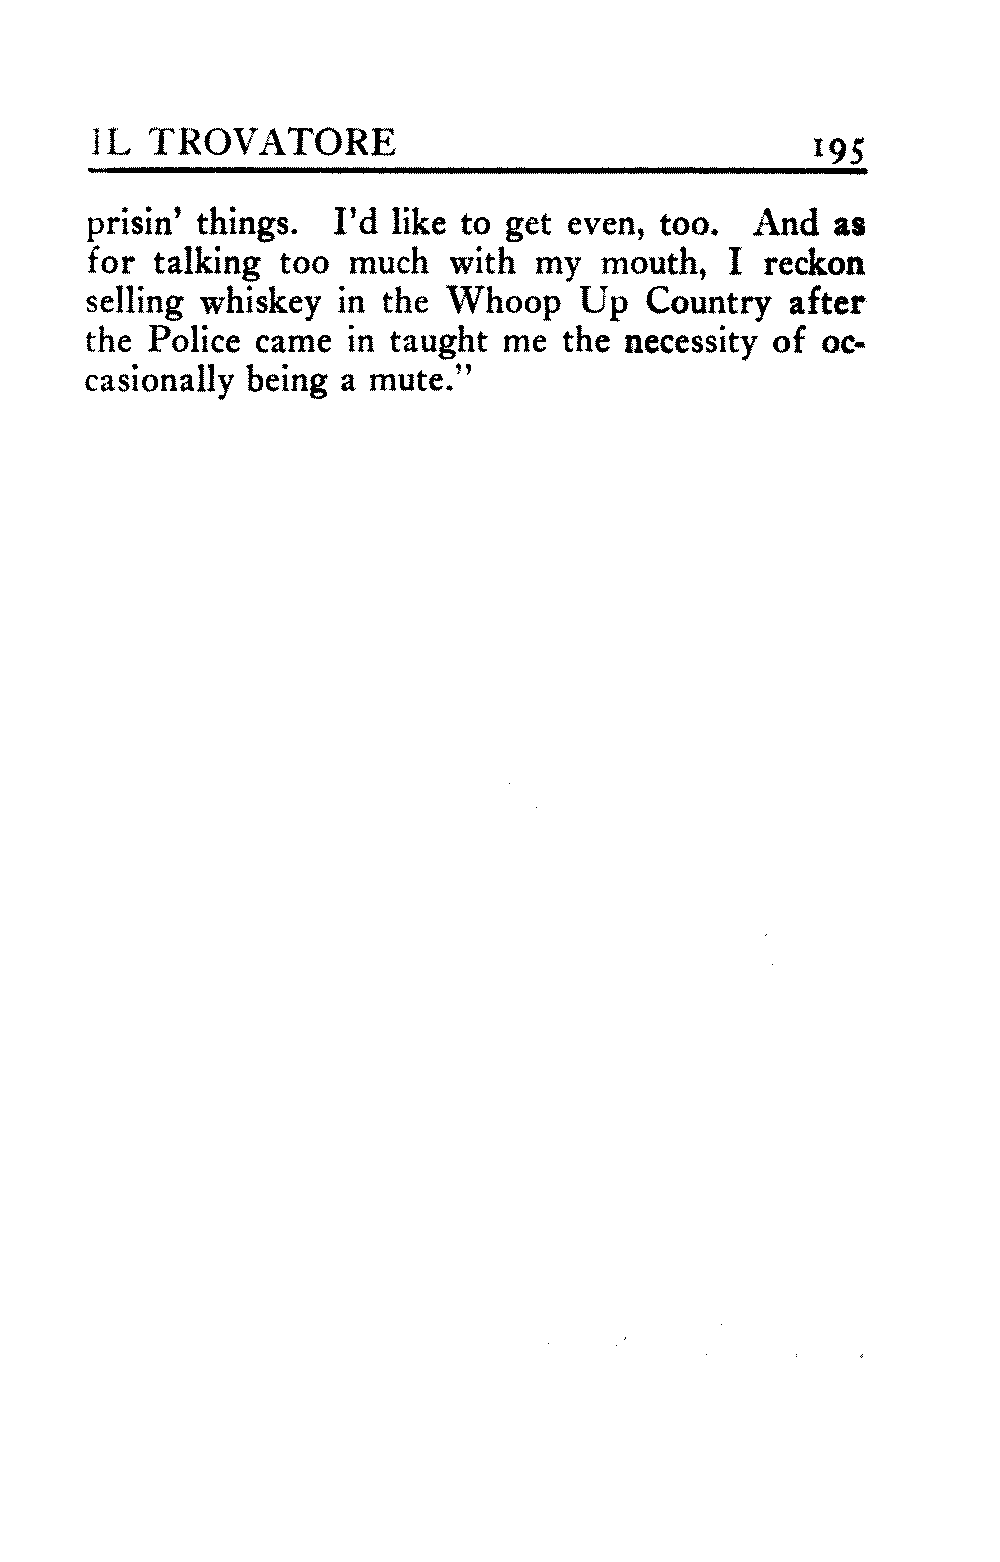 IL TROVATORE 195
prisin' things. I'd like to get even, too. And as
for talking too much with my mouth, I reckon
selling whiskey in the Whoop Up Country after
the Police came in taught me the necessity of oc-
casionally being a mute."